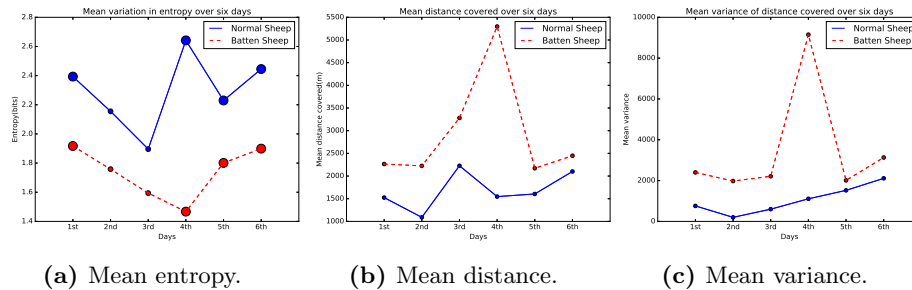 Mean variation in entropy over six days
Normal Sheep
Batten Sheep
Entropy(bits)
2.8
2.6
2.4
2.2
2.0
1.8
1.6
1.4
1st 2nd 3rd 4th 5th 6th
Days
(a) Mean entropy.
Mean distance covered over six days
Normal Sheep
Batten Sheep
Mean distance covered(m)
5500
5000
4500
4000
3500
3000
2500
2000
1500
1000
1st 2nd 3rd 4th 5th 6th
Days
(b) Mean distance.
Mean variance of distance covered over six days
Normal Sheep
Batten Sheep
Mean variance
10000
8000
6000
4000
2000
0
1st 2nd 3rd 4th 5th 6th
Days
(c) Mean variance.